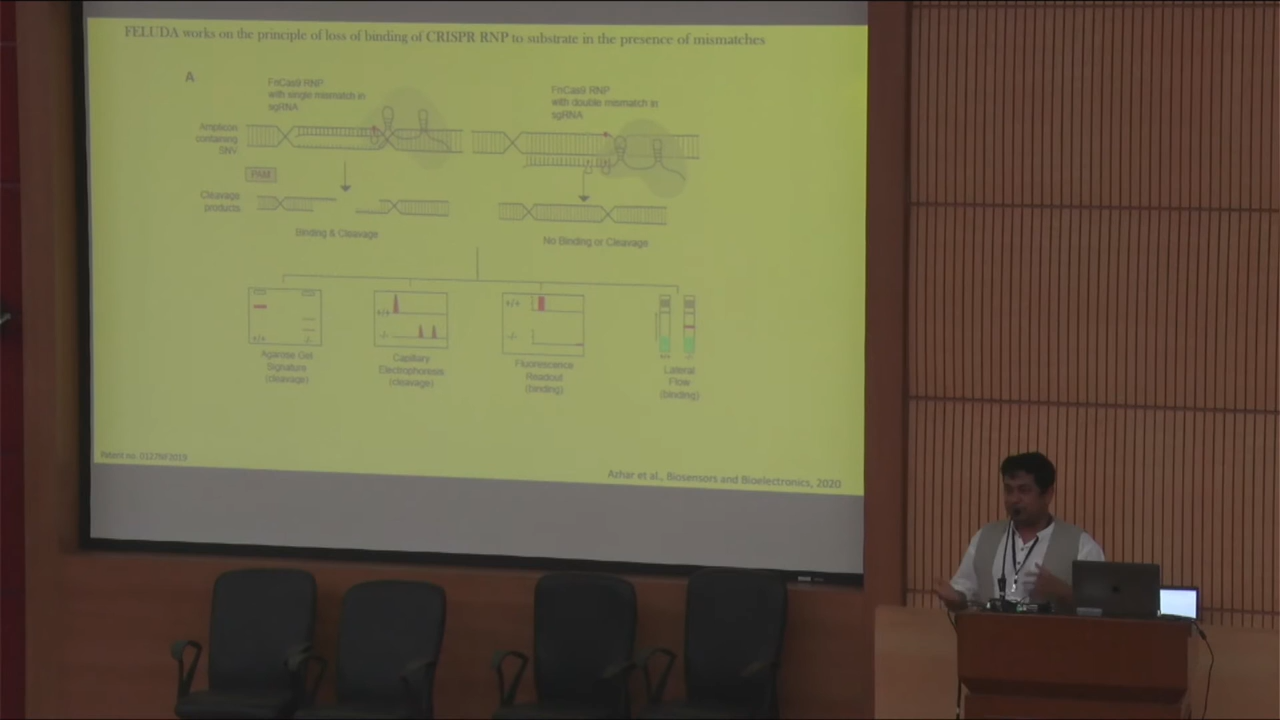 FELUDA works on the principle of loss of binding of CRISPR RNP to substrate in the presence of mismatches
A
FnCas9 RNP
with single mismatch in
sgRNA
FnCas9 RNP
with double mismatch in
sgRNA
Amplicon
containing
SNV
PAM
Cleavage
products
Binding & Cleavage
No Binding or Cleavage
+/+
-/-
+/+
-/-
+/+
-/-
+/+
-/-
Agarose Gel
Signature
(cleavage)
Capillary
Electrophoresis
(cleavage)
Fluorescence
Readout
(binding)
Lateral
Flow
(binding)
Patent no.
Azhar et al., Biosensors and Bioelectronics, 2020